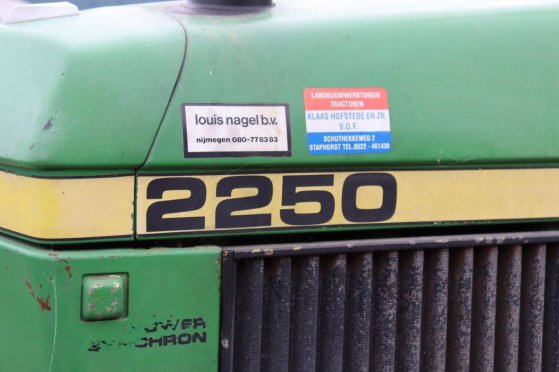 louis nagel b.v.
nijmegen 080-778383
LANDBOUWWERKTUIGEN
TRACTOREN
KLAAS HOFSTEDE EN ZN.
V.O.F.
SCHUTHEKKEWEG 2
STAPHORST TEL.0522 - 461430
2250